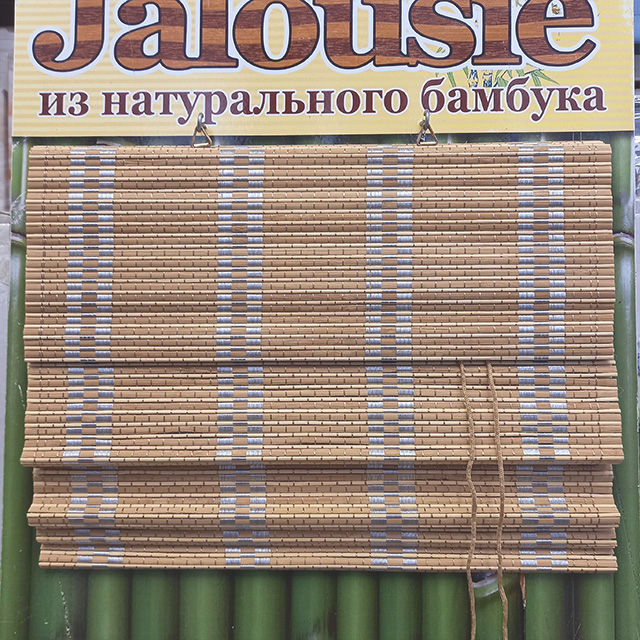 Jalousie
из натурального бамбука